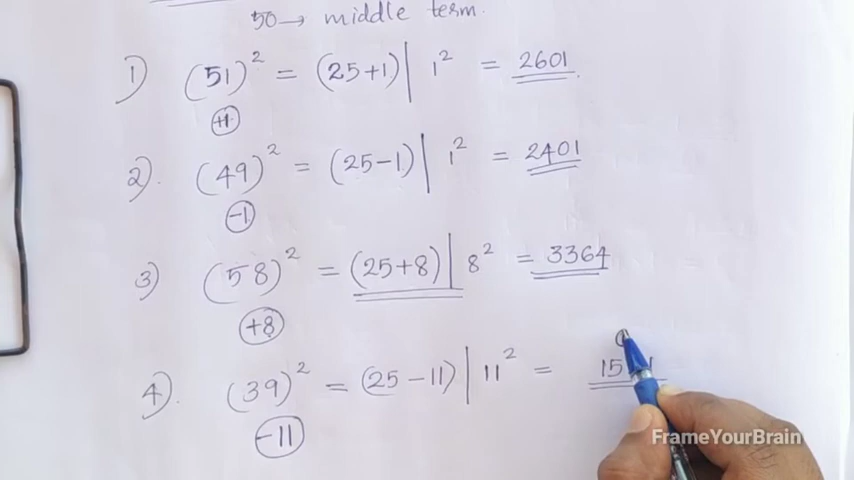 50 → middle term.
1) (51)² = (25+1) | 1² = 2601.
+1
2). (49)² = (25-1) | 1² = 2401
-1
3) (58)² = (25+8) | 8² = 3364
+8
4). (39)² = (25-11) | 11² =
-11
FrameYourBrain